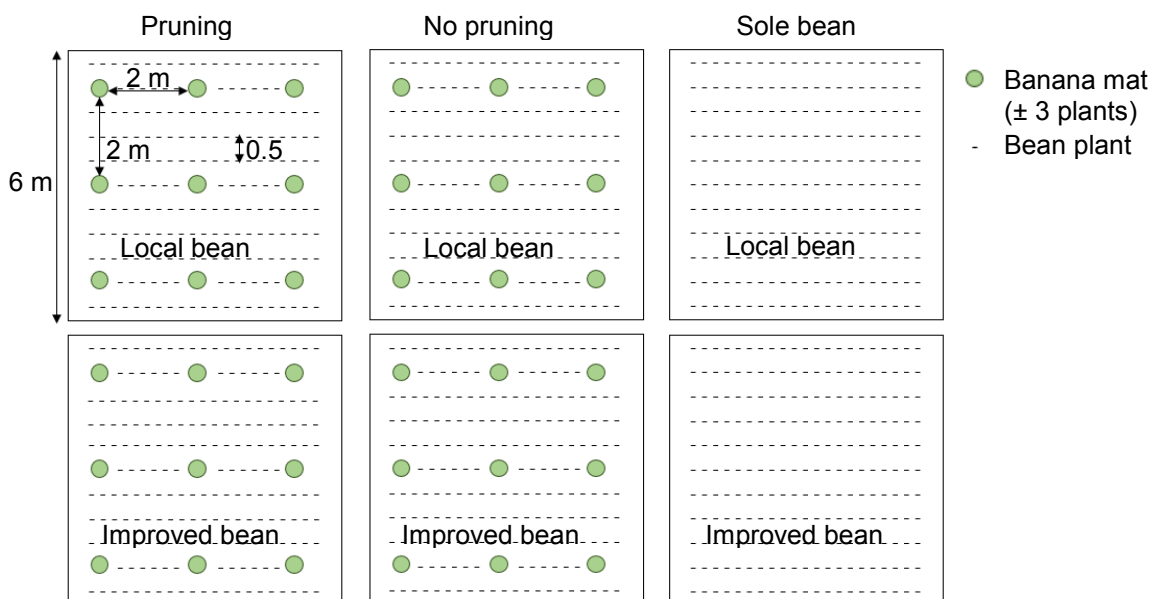 Pruning
No pruning
Sole bean
2 m
2 m
0.5
6 m
Local bean
Local bean
Local bean
Improved bean
Improved bean
Improved bean
Banana mat
(± 3 plants)
- Bean plant